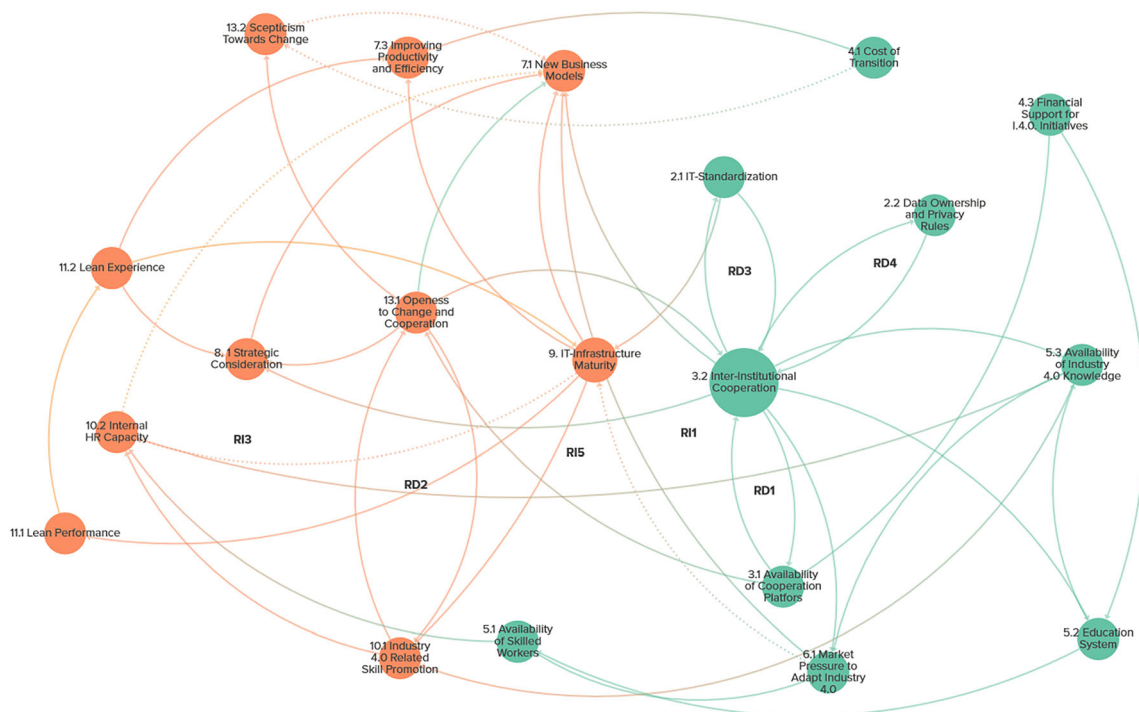 13.2 Scepticism
Towards Change
7.3 Improving
Productivity
and Efficiency
7.1 New Business
Models
4.1 Cost of
Transition
4.3 Financial
Support for
I.4.0. Initiatives
2.1 IT-Standardization
2.2 Data Ownership
and Privacy
Rules
RD3
RD4
11.2 Lean Experience
13.1 Openess
to Change and
Cooperation
8. 1 Strategic
Consideration
9. IT-Infrastructure
Maturity
3.2 Inter-Institutional
Cooperation
5.3 Availability
of Industry
4.0 Knowledge
10.2 Internal
HR Capacity
RI3
RI5
RI1
RD2
RD1
11.1 Lean Performance
3.1 Availability
of Cooperation
Platfors
10.1 Industry
4.0 Related
Skill Promotion
5.1 Availability
of Skilled
Workers
6.1 Market
Pressure to
Adapt Industry
4.0
5.2 Education
System